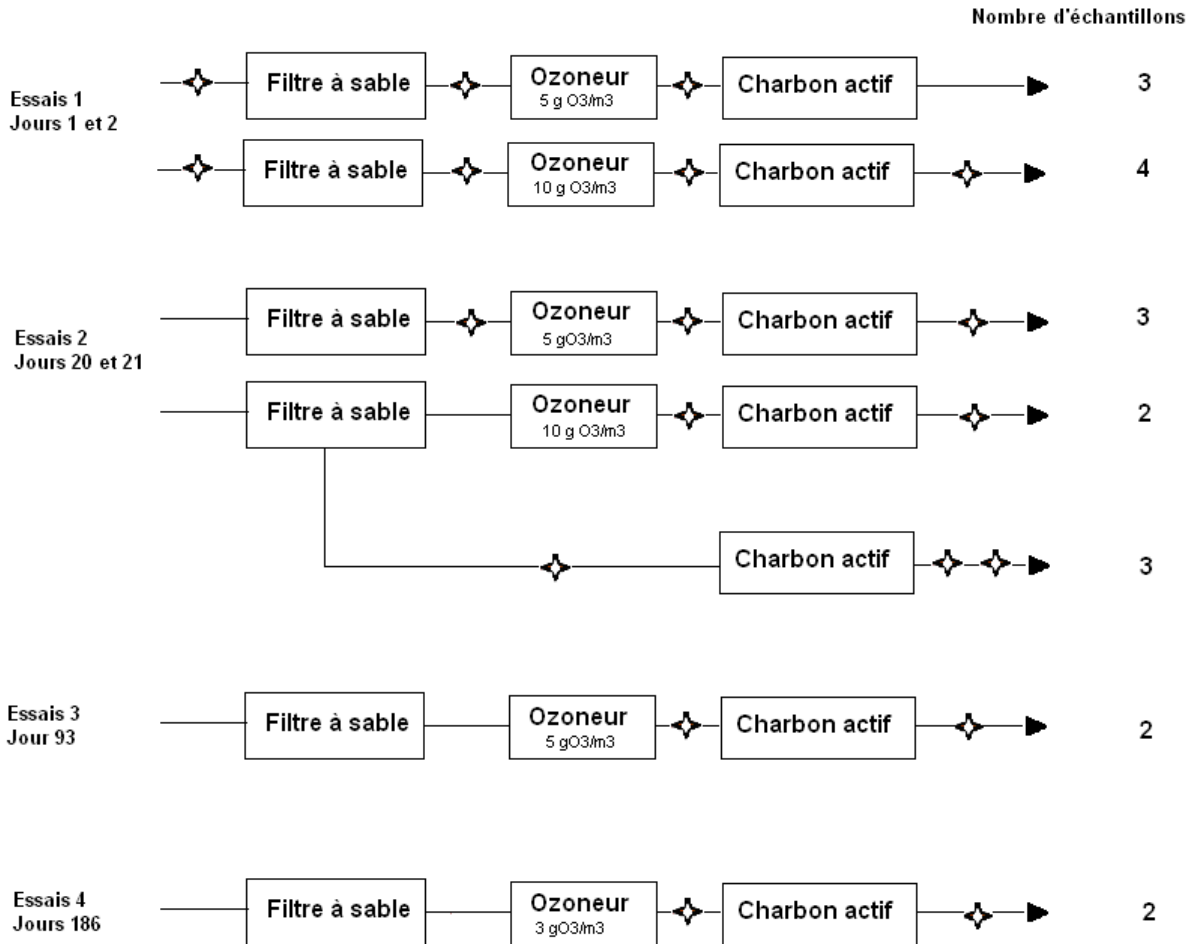 Nombre d'échantillons
Essais 1
Jours 1 et 2
Filtre à sable
Ozoneur
5 g O3/m3
Charbon actif
3
Filtre à sable
Ozoneur
10 g O3/m3
Charbon actif
4
Essais 2
Jours 20 et 21
Filtre à sable
Ozoneur
5 gO3/m3
Charbon actif
3
Filtre à sable
Ozoneur
10 g O3/m3
Charbon actif
2
Charbon actif
3
Essais 3
Jour 93
Filtre à sable
Ozoneur
5 gO3/m3
Charbon actif
2
Essais 4
Jours 186
Filtre à sable
Ozoneur
3 gO3/m3
Charbon actif
2